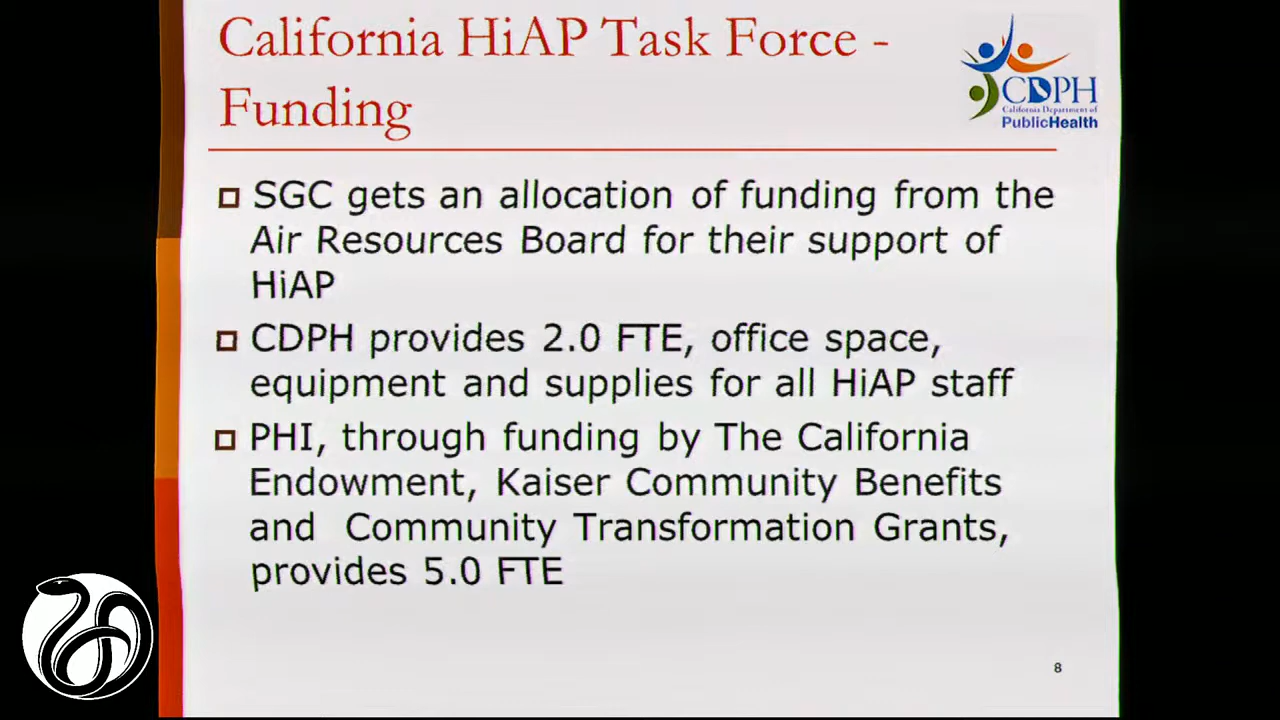 California HiAP Task Force -
Funding
CDPH
California Department of
PublicHealth
SGC gets an allocation of funding from the
Air Resources Board for their support of
HiAP
CDPH provides 2.0 FTE, office space,
equipment and supplies for all HiAP staff
PHI, through funding by The California
Endowment, Kaiser Community Benefits
and Community Transformation Grants,
provides 5.0 FTE
8